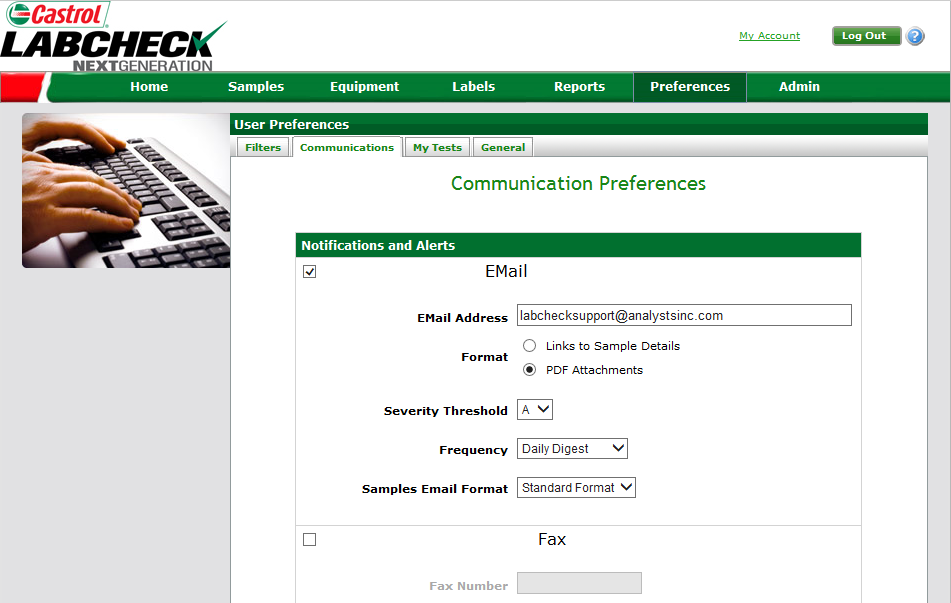 Castrol
LABCHECK
NEXTGENERATION
My Account
Log Out
?
Home Samples Equipment Labels Reports Preferences Admin
User Preferences
Filters Communications My Tests General
Communication Preferences
Notifications and Alerts
EMail
EMail Address labchecksupport@analystsinc.com
Format
Links to Sample Details
PDF Attachments
Severity Threshold A
Frequency Daily Digest
Samples Email Format Standard Format
Fax
Fax Number